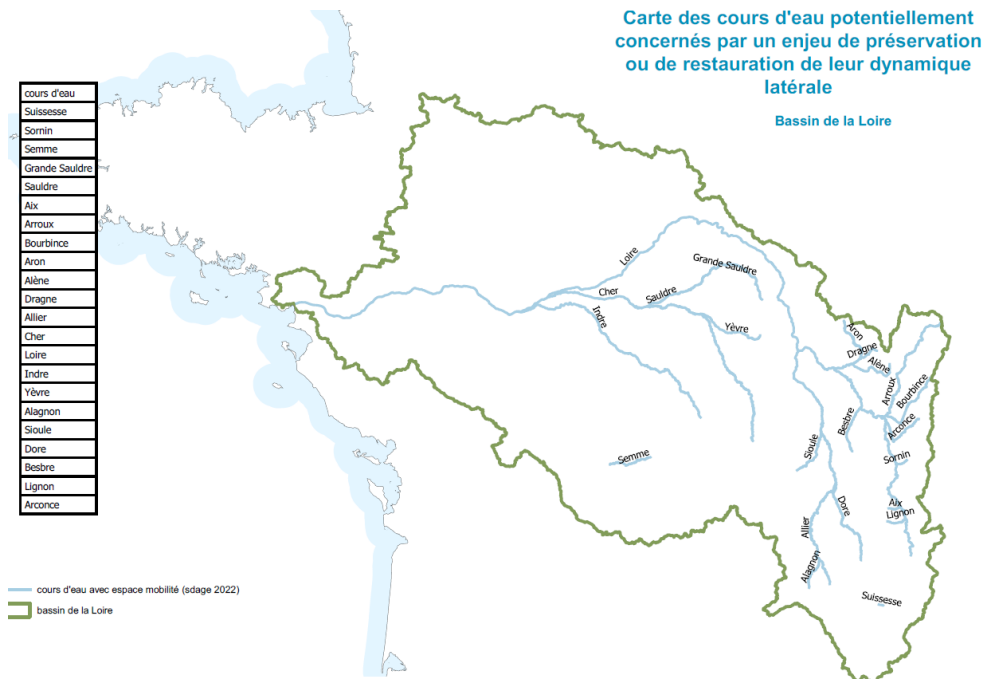 Carte des cours d'eau potentiellement
concernés par un enjeu de préservation
ou de restauration de leur dynamique
latérale
Bassin de la Loire
cours d'eau
Suissesse
Sornin
Semme
Grande Sauldre
Sauldre
Aix
Arroux
Bourbince
Aron
Alène
Dragne
Allier
Cher
Loire
Indre
Yèvre
Alagnon
Sioule
Dore
Besbre
Lignon
Arconce
Loire
Grande Sauldre
Cher
Sauldre
Indre
Yèvre
Aron
Dragne
Alène
Arroux
Bourbince
Besbre
Arconce
Sioule
Semme
Sornin
Dore
Aix
Lignon
Allier
Alagnon
Suissesse
cours d'eau avec espace mobilité (sdage 2022)
bassin de la Loire